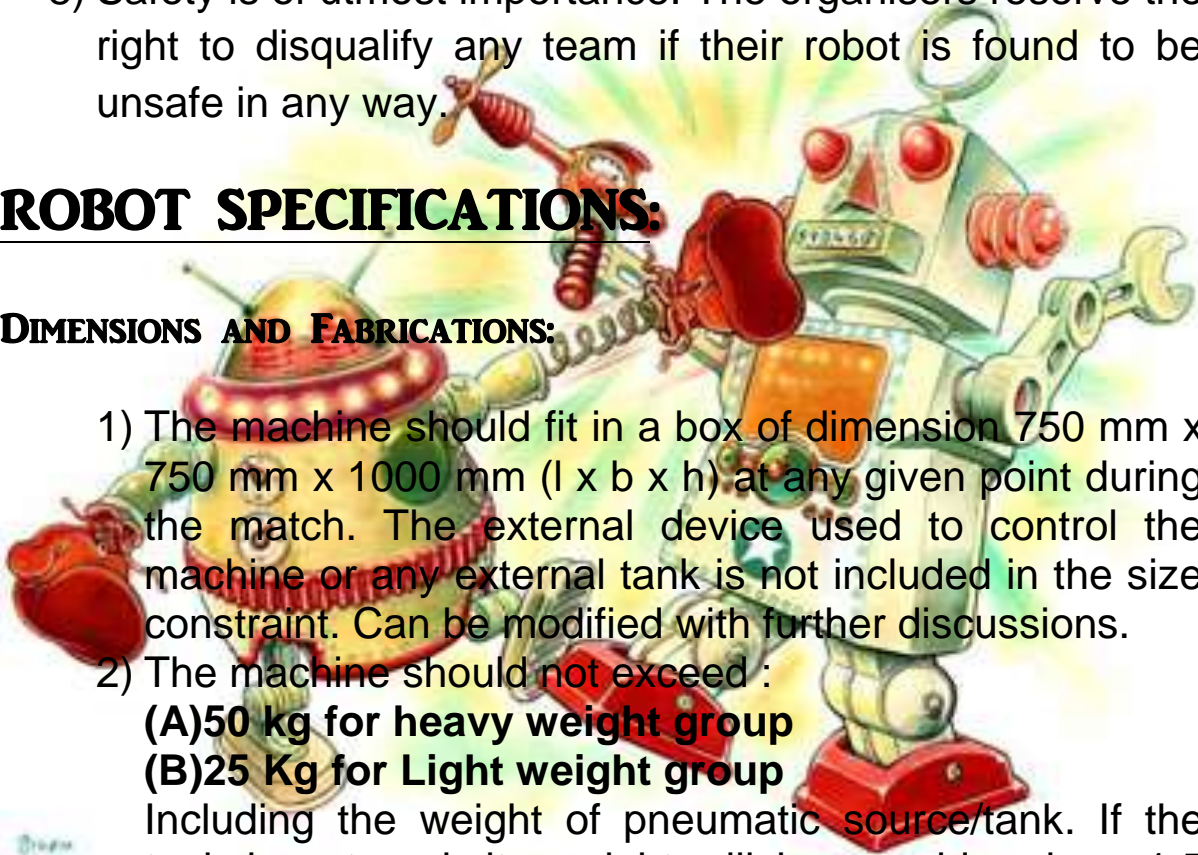 right to disqualify any team if their robot is found to be
unsafe in any way.
ROBOT SPECIFICATIONS:
DIMENSIONS AND FABRICATIONS:
1) The machine should fit in a box of dimension 750 mm x
750 mm x 1000 mm (l x b x h) at any given point during
the match. The external device used to control the
machine or any external tank is not included in the size
constraint. Can be modified with further discussions.
2) The machine should not exceed :
(A)50 kg for heavy weight group
(B)25 Kg for Light weight group
Including the weight of pneumatic source/tank. If the